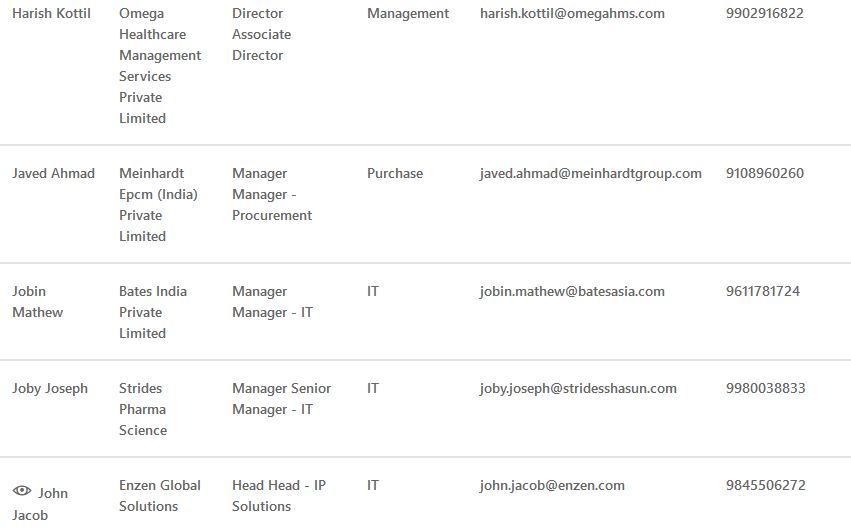 Harish Kottil Omega Director Management harish.kottil@omegahms.com 9902916822
Healthcare Associate
Management Director
Services
Private
Limited
Javed Ahmad Meinhardt Manager Purchase javed.ahmad@meinhardtgroup.com 9108960260
Epcm (India) Manager -
Private Procurement
Limited
Jobin Bates India Manager IT jobin.mathew@batesasia.com 9611781724
Mathew Private Manager - IT
Limited
Joby Joseph Strides Manager Senior IT joby.joseph@stridesshasun.com 9980038833
Pharma Manager - IT
Science
John Enzen Global Head Head - IP IT john.jacob@enzen.com 9845506272
Jacob Solutions Solutions